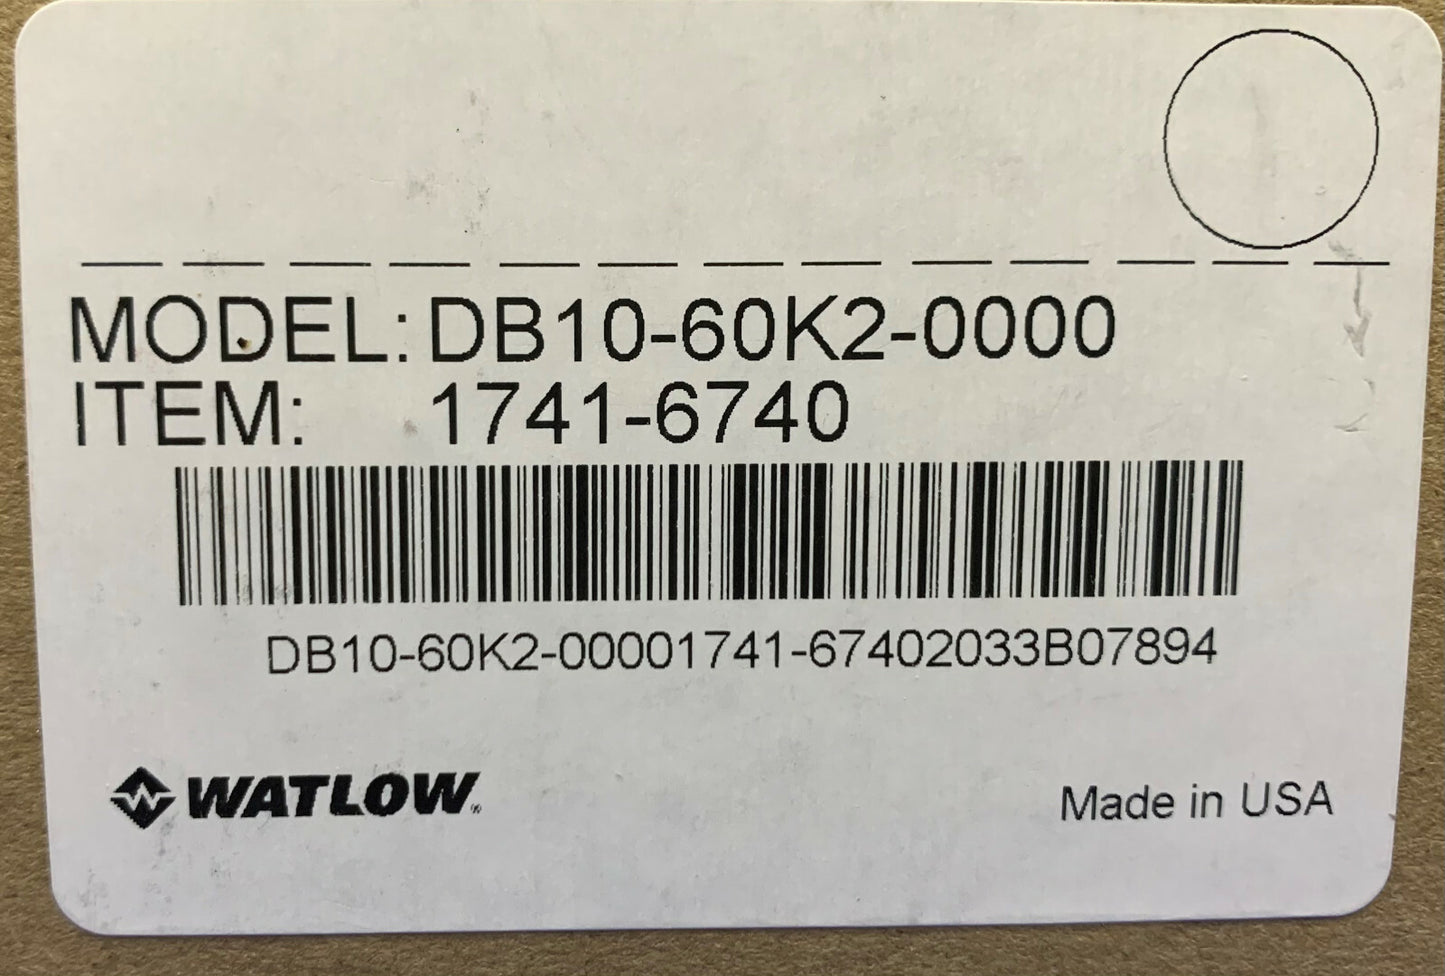 MODEL: DB10-60K2-0000
ITEM: 1741-6740
DB10-60K2-00001741-67402033B07894
WATLOW®
Made in USA